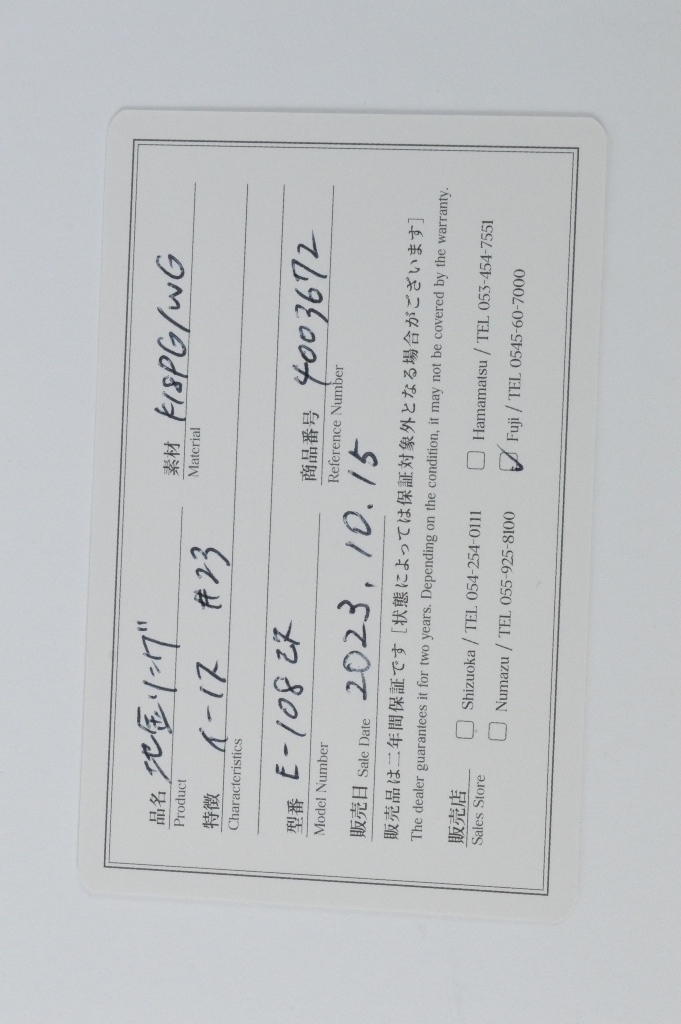 品名 地金リング 素材 K18PG/WG
Product Material
特徴 イース #23
Characteristics
型番 E-108 商品番号 4003672
Model Number Reference Number
販売日 Sale Date 2023. 10. 15
販売品は二年間保証です [状態によっては保証対象外となる場合がございます]
The dealer guarantees it for two years. Depending on the condition, it may not be covered by the warranty.
販売店 Shizuoka / TEL 054-254-0111 Hamamatsu / TEL 053-454-7551
Sales Store Numazu / TEL 055-925-8100 Fuji / TEL 0545-60-7000